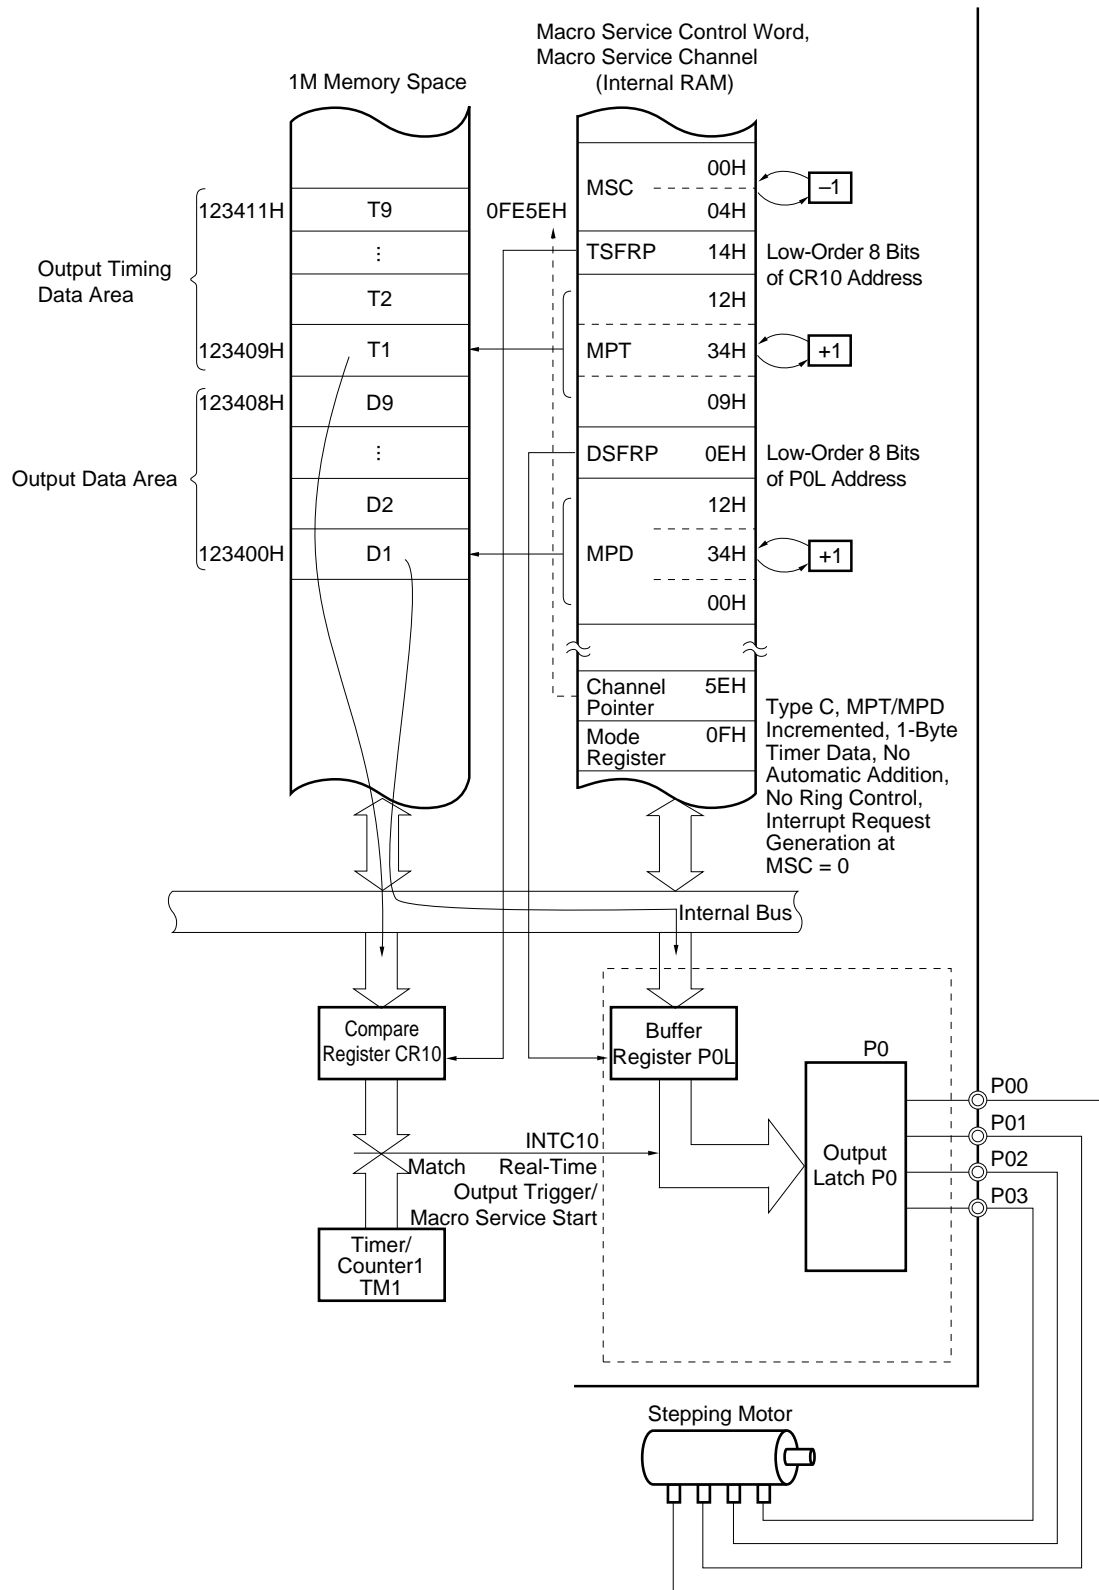 Macro Service Control Word,
Macro Service Channel
(Internal RAM)
1M Memory Space
MSC
00H
04H
–1
123411H
T9
0FE5EH
⋮
TSFRP
14H
Low-Order 8 Bits
of CR10 Address
Output Timing
Data Area
T2
12H
123409H
T1
MPT
34H
+1
123408H
D9
09H
Output Data Area
⋮
DSFRP
0EH
Low-Order 8 Bits
of P0L Address
D2
12H
123400H
D1
MPD
34H
+1
00H
Channel
Pointer
5EH
Mode
Register
0FH
Type C, MPT/MPD
Incremented, 1-Byte
Timer Data, No
Automatic Addition,
No Ring Control,
Interrupt Request
Generation at
MSC = 0
Internal Bus
Compare
Register CR10
Buffer
Register P0L
P0
P00
P01
P02
P03
Output
Latch P0
INTC10
Match
Real-Time
Output Trigger/
Macro Service Start
Timer/
Counter1
TM1
Stepping Motor